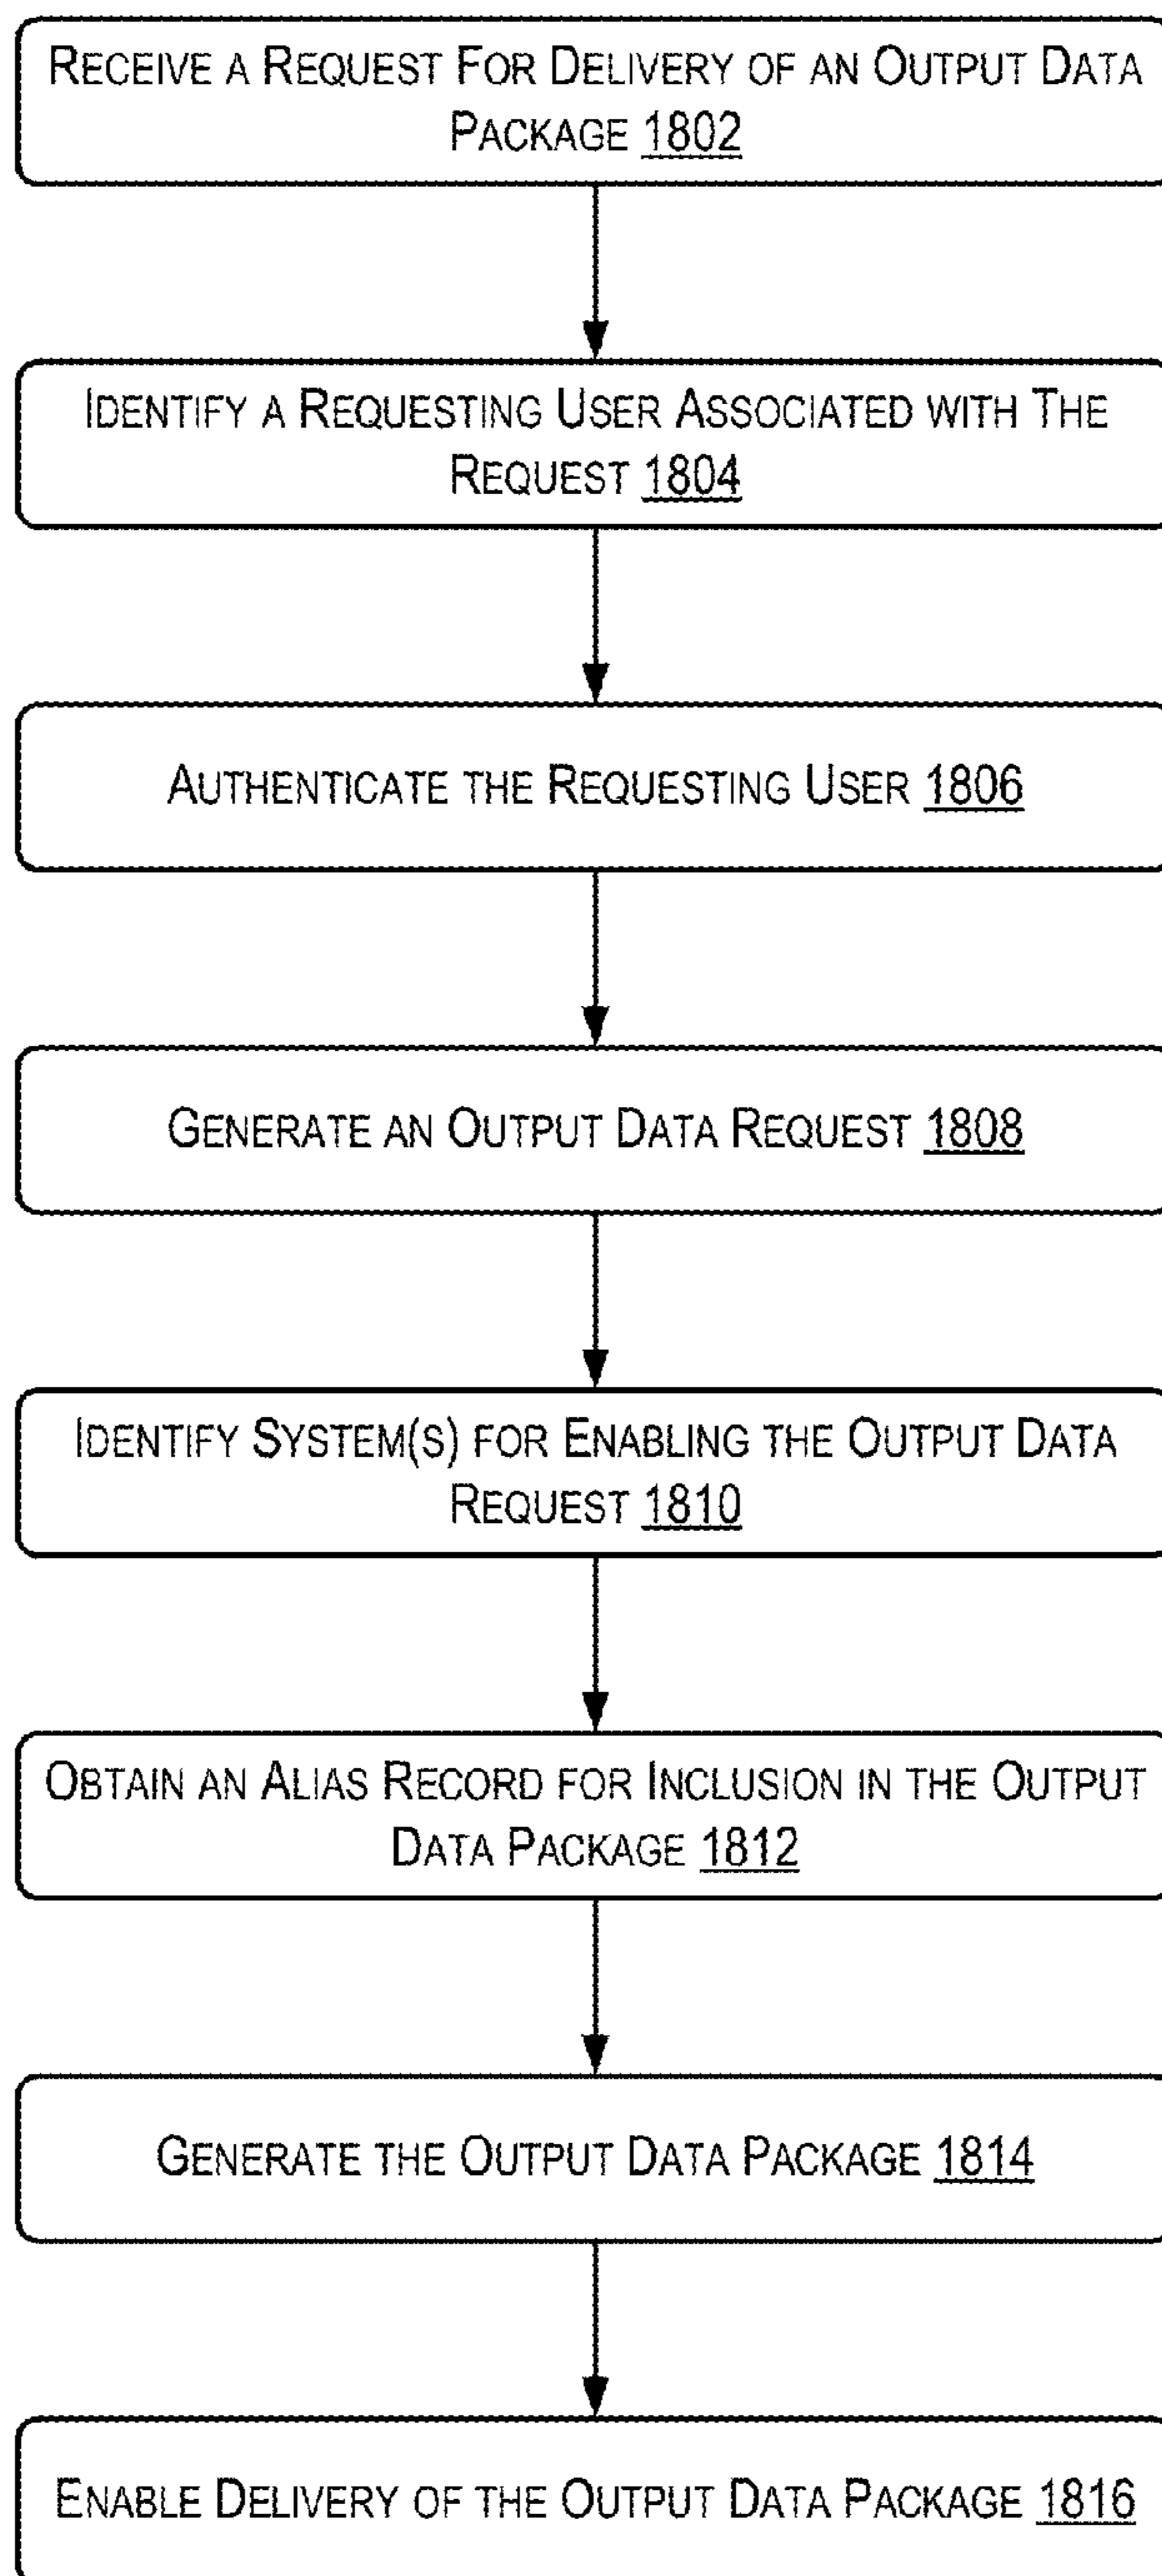 RECEIVE A REQUEST FOR DELIVERY OF AN OUTPUT DATA
PACKAGE 1802
IDENTIFY A REQUESTING USER ASSOCIATED WITH THE
REQUEST 1804
AUTHENTICATE THE REQUESTING USER 1806
GENERATE AN OUTPUT DATA REQUEST 1808
IDENTIFY SYSTEM(S) FOR ENABLING THE OUTPUT DATA
REQUEST 1810
OBTAIN AN ALIAS RECORD FOR INCLUSION IN THE OUTPUT
DATA PACKAGE 1812
GENERATE THE OUTPUT DATA PACKAGE 1814
ENABLE DELIVERY OF THE OUTPUT DATA PACKAGE 1816